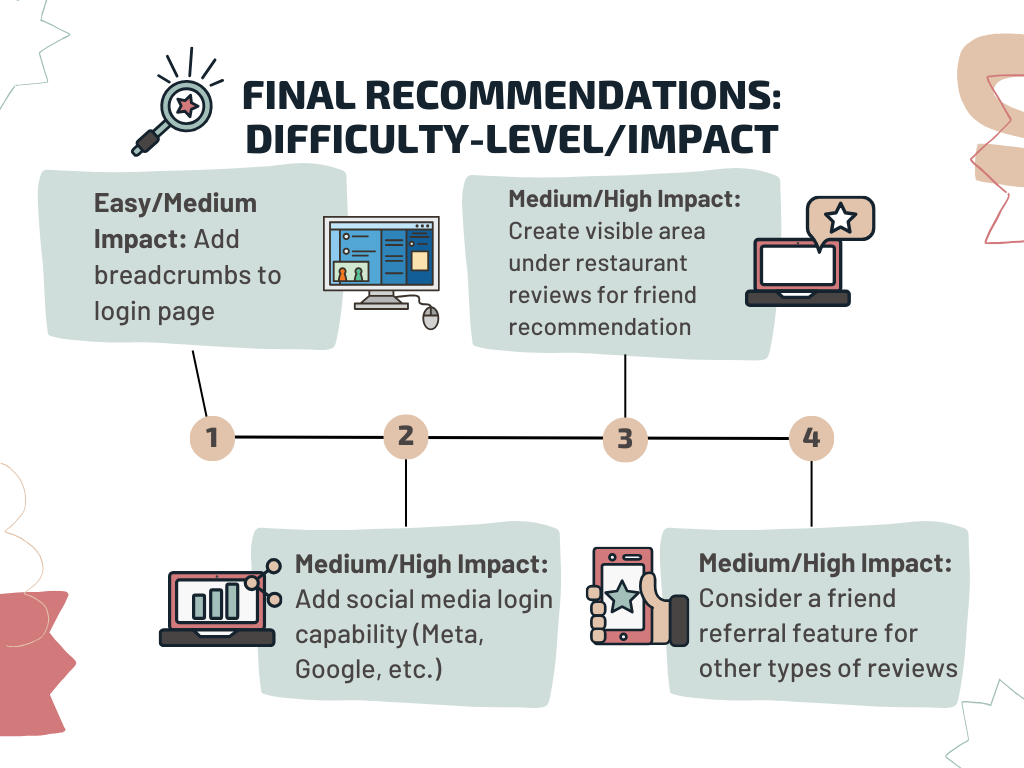 FINAL RECOMMENDATIONS:
DIFFICULTY-LEVEL/IMPACT
Easy/Medium
Impact: Add
breadcrumbs to
login page
Medium/High Impact:
Create visible area
under restaurant
reviews for friend
recommendation
1
2
3
4
Medium/High Impact:
Add social media login
capability (Meta,
Google, etc.)
Medium/High Impact:
Consider a friend
referral feature for
other types of reviews